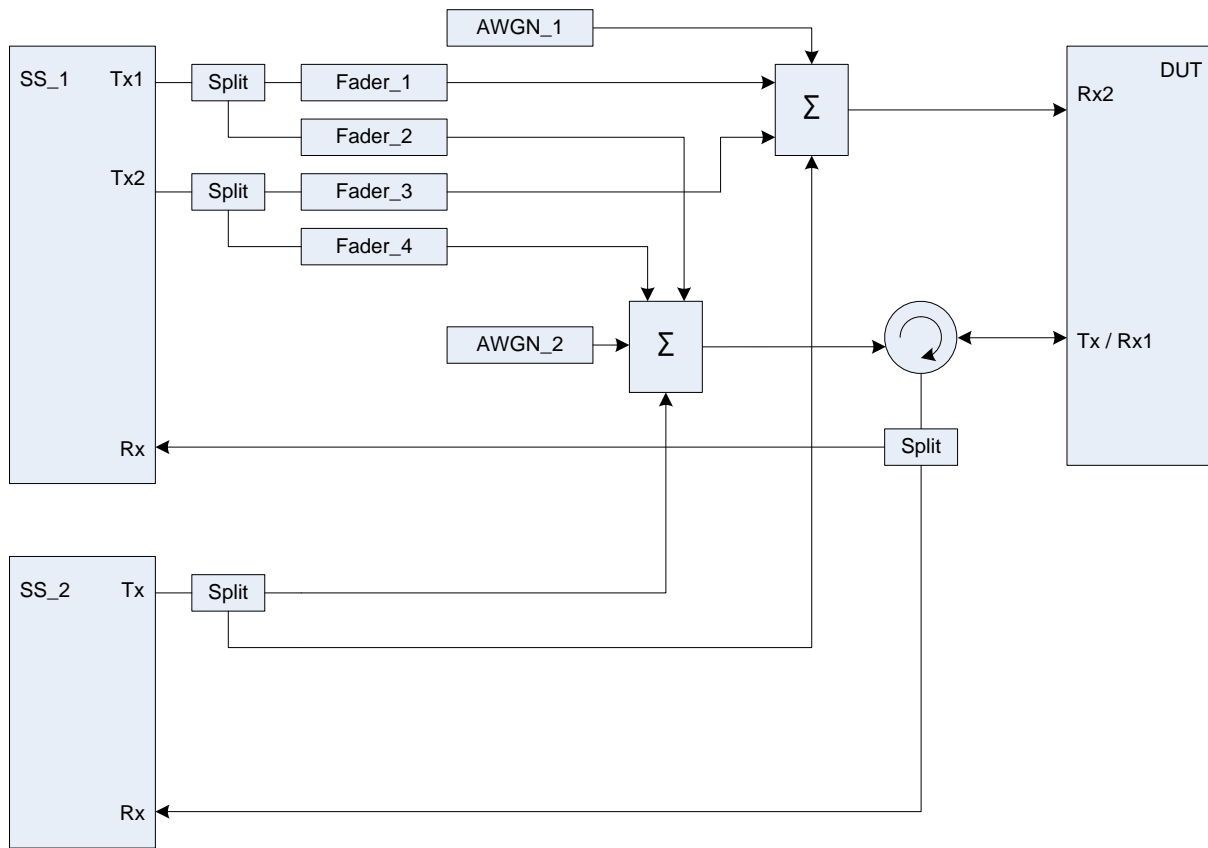 AWGN_1
SS_1
Tx1
Split
Fader_1
Σ
DUT
Rx2
Fader_2
Tx2
Split
Fader_3
Fader_4
AWGN_2
Σ
Tx / Rx1
Rx
Split
SS_2
Tx
Split
Rx